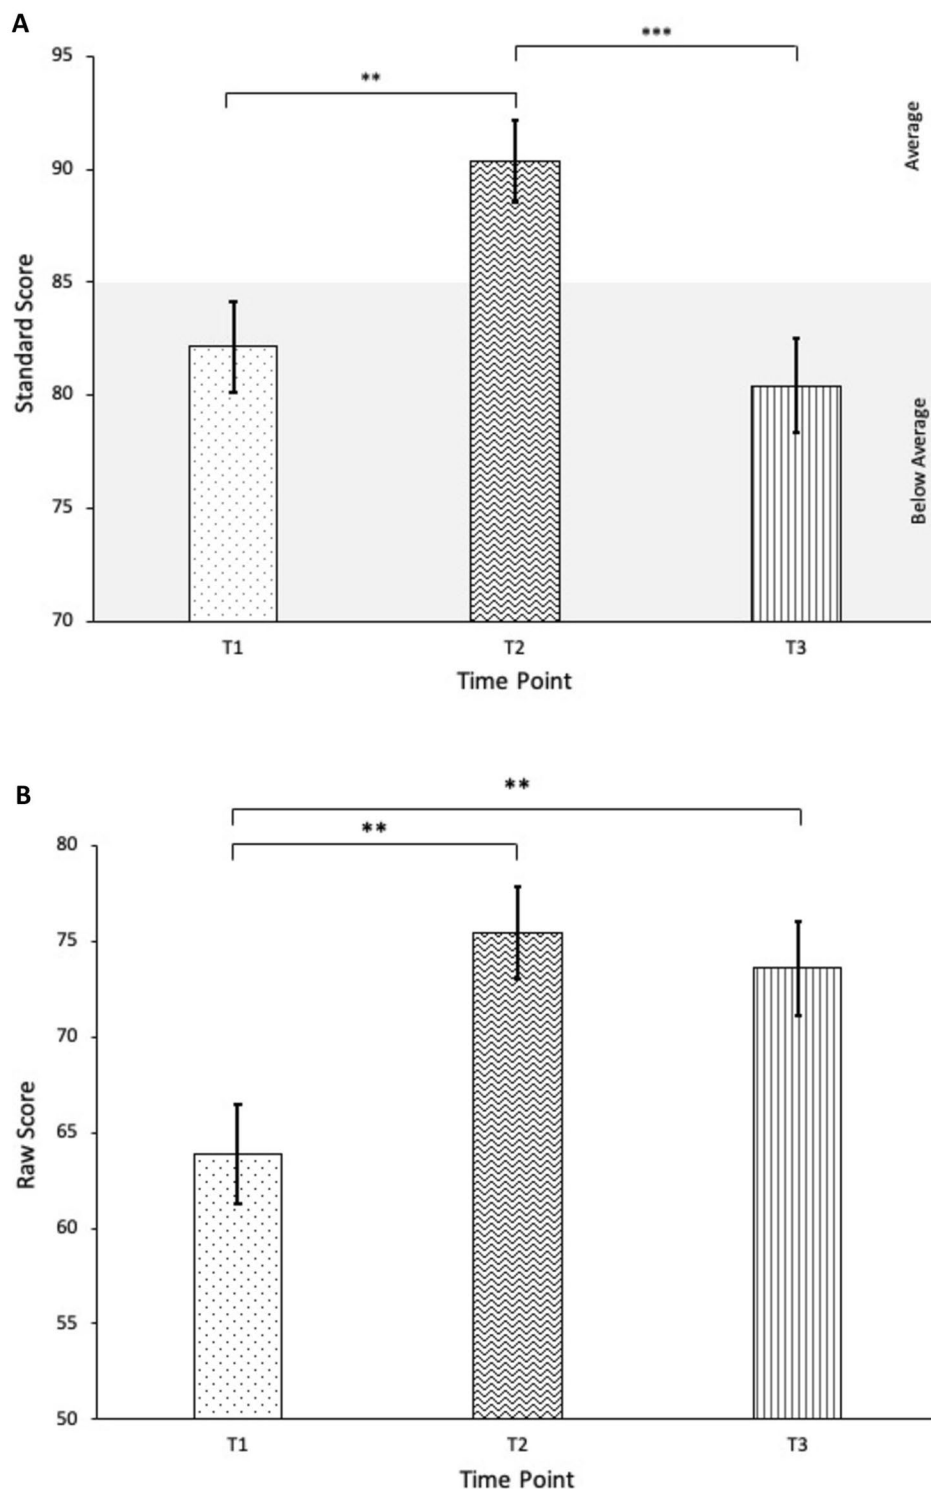 A
***
95
**
Average
90
85
Standard Score
80
Below Average
75
70
T1 T2 T3
Time Point
B
**
**
80
75
70
65
Raw Score
60
55
50
T1 T2 T3
Time Point